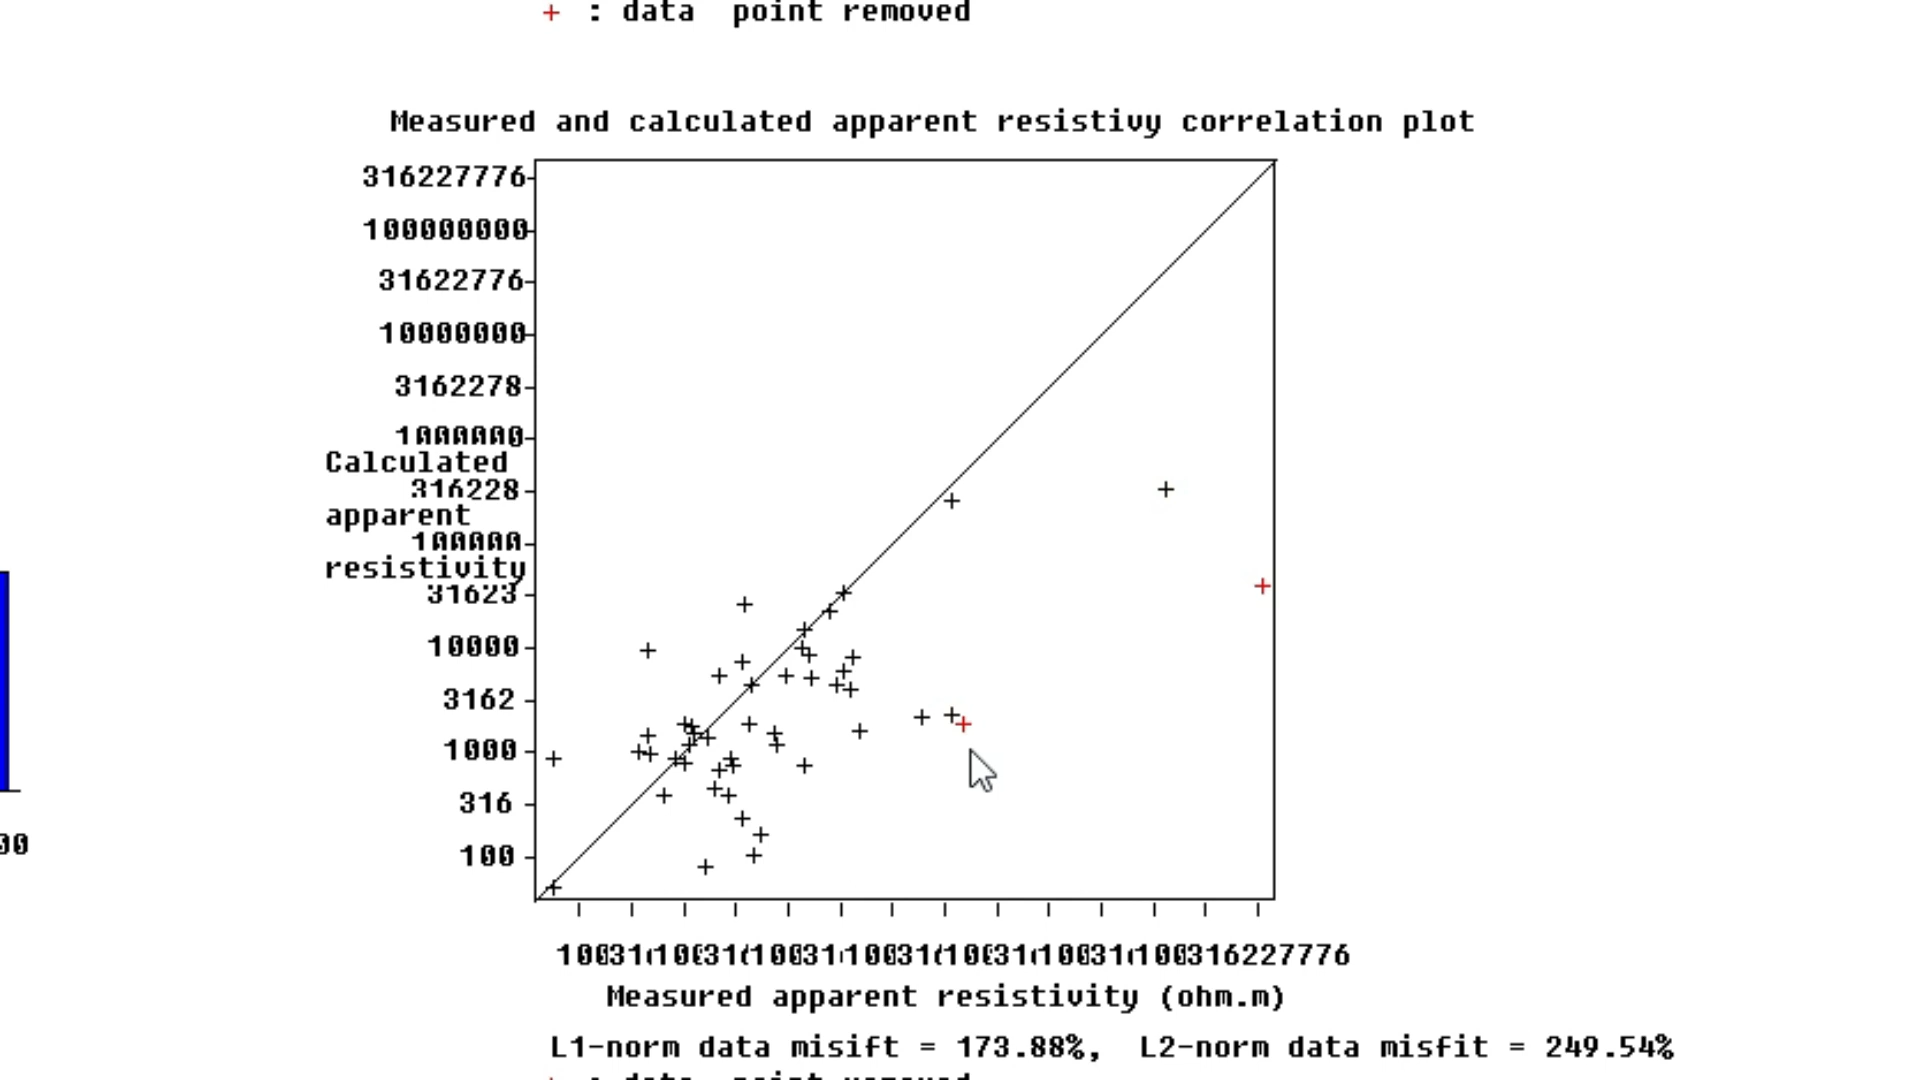 + : data  point removed
Measured and calculated apparent resistivy correlation plot
316227776
100000000
31622776
10000000
3162278
1000000
Calculated
316228
apparent
100000
resistivity
31623
10000
3162
1000
316
100
316227776
Measured apparent resistivity (ohm.m)
L1-norm data misift = 173.88%,  L2-norm data misfit = 249.54%